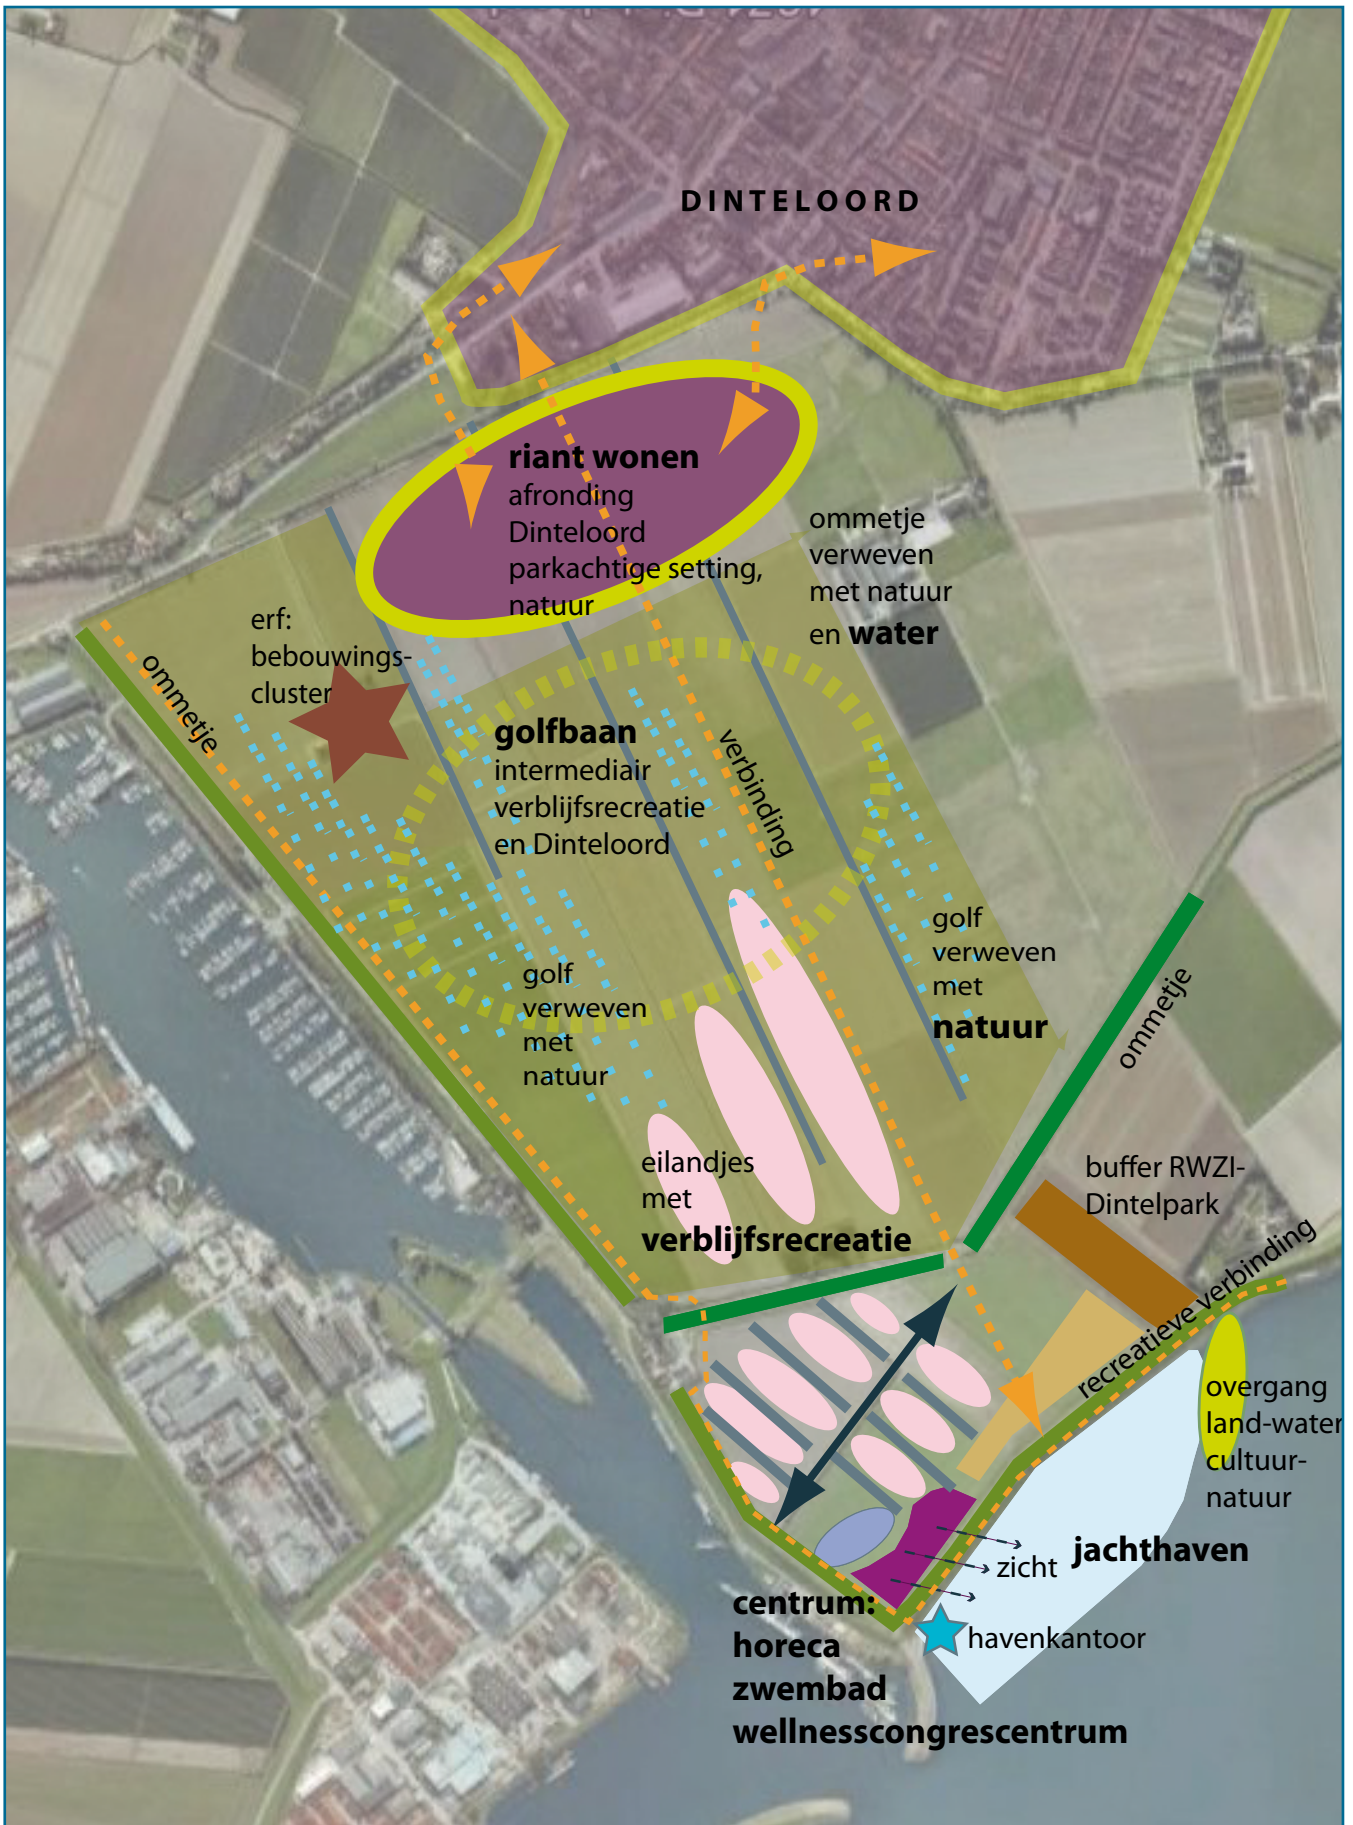 DINTELOORD
riant wonen
afronding
Dinteloord
parkachtige setting,
natuur
ommetje
verweven
met natuur
en water
erf:
bebouwings-
cluster
ommetje
golfbaan
intermediair
verblijfsrecreatie
en Dinteloord
verbinding
golf
verweven
met
natuur
golf
verweven
met
natuur
ommetje
eilandjes
met
verblijfsrecreatie
buffer RWZI-
Dintelpark
recreatieve verbinding
overgang
land-water
cultuur-
natuur
jachthaven
zicht
centrum:
horeca
zwembad
wellnesscongrescentrum
havenkantoor